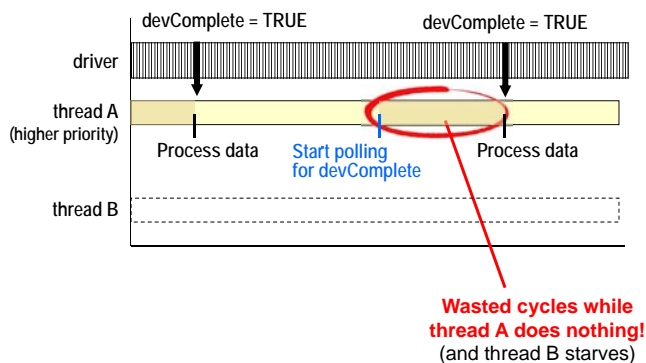 devComplete = TRUE
devComplete = TRUE
driver
thread A
(higher priority)
Process data
Start polling
for devComplete
Process data
thread B
Wasted cycles while
thread A does nothing!
(and thread B starves)